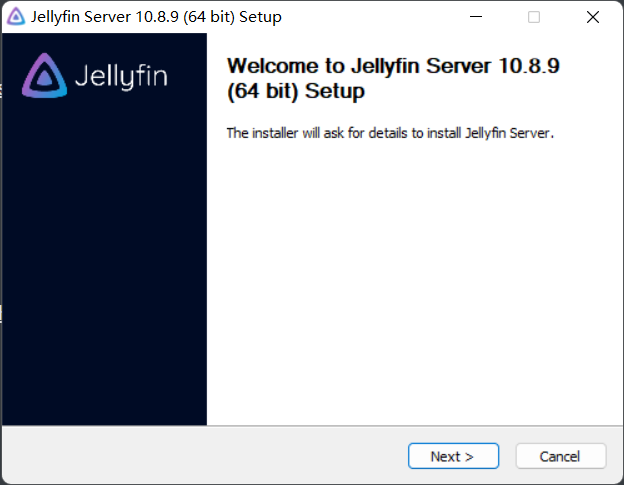 Jellyfin Server 10.8.9 (64 bit) Setup
Jellyfin
Welcome to Jellyfin Server 10.8.9
(64 bit) Setup
The installer will ask for details to install Jellyfin Server.
Next >
Cancel